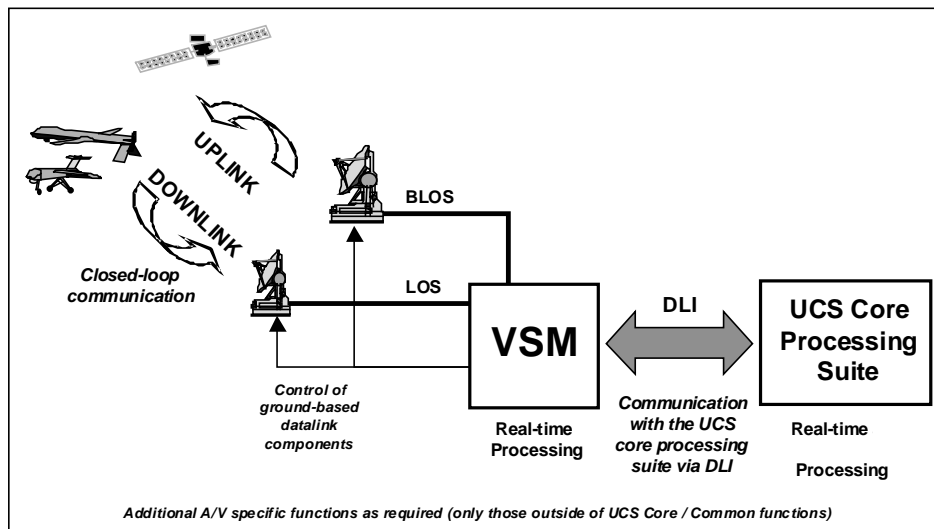 UPLINK
DOWNLINK
Closed-loop
communication
BLOS
LOS
Control of
ground-based
datalink
components
VSM
Real-time
Processing
DLI
Communication
with the UCS
core processing
suite via DLI
UCS Core
Processing
Suite
Real-time
Processing
Additional A/V specific functions as required (only those outside of UCS Core / Common functions)